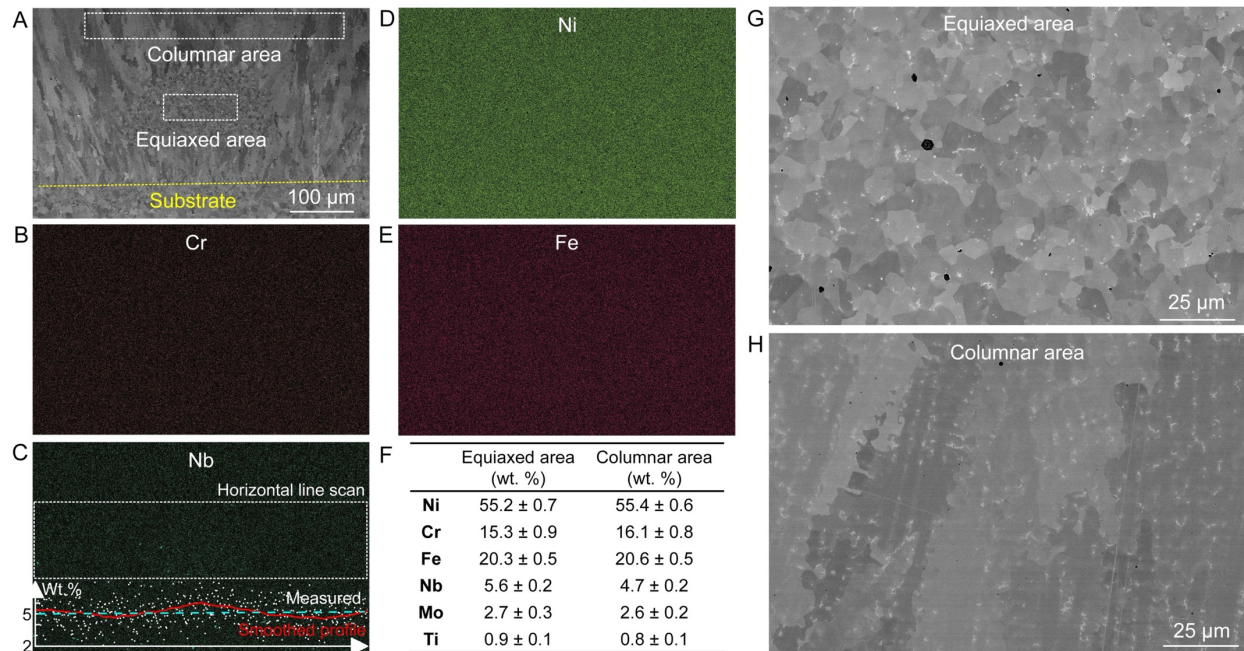 A
Columnar area
Equiaxed area
Substrate
100 µm
B
Cr
C
Nb
Horizontal line scan
Wt.%
Measured
5
Smoothed profile
2
D
Ni
E
Fe
F
Equiaxed area Columnar area
(wt. %) (wt. %)
Ni 55.2 ± 0.7 55.4 ± 0.6
Cr 15.3 ± 0.9 16.1 ± 0.8
Fe 20.3 ± 0.5 20.6 ± 0.5
Nb 5.6 ± 0.2 4.7 ± 0.2
Mo 2.7 ± 0.3 2.6 ± 0.2
Ti 0.9 ± 0.1 0.8 ± 0.1
G
Equiaxed area
25 µm
H
Columnar area
25 µm